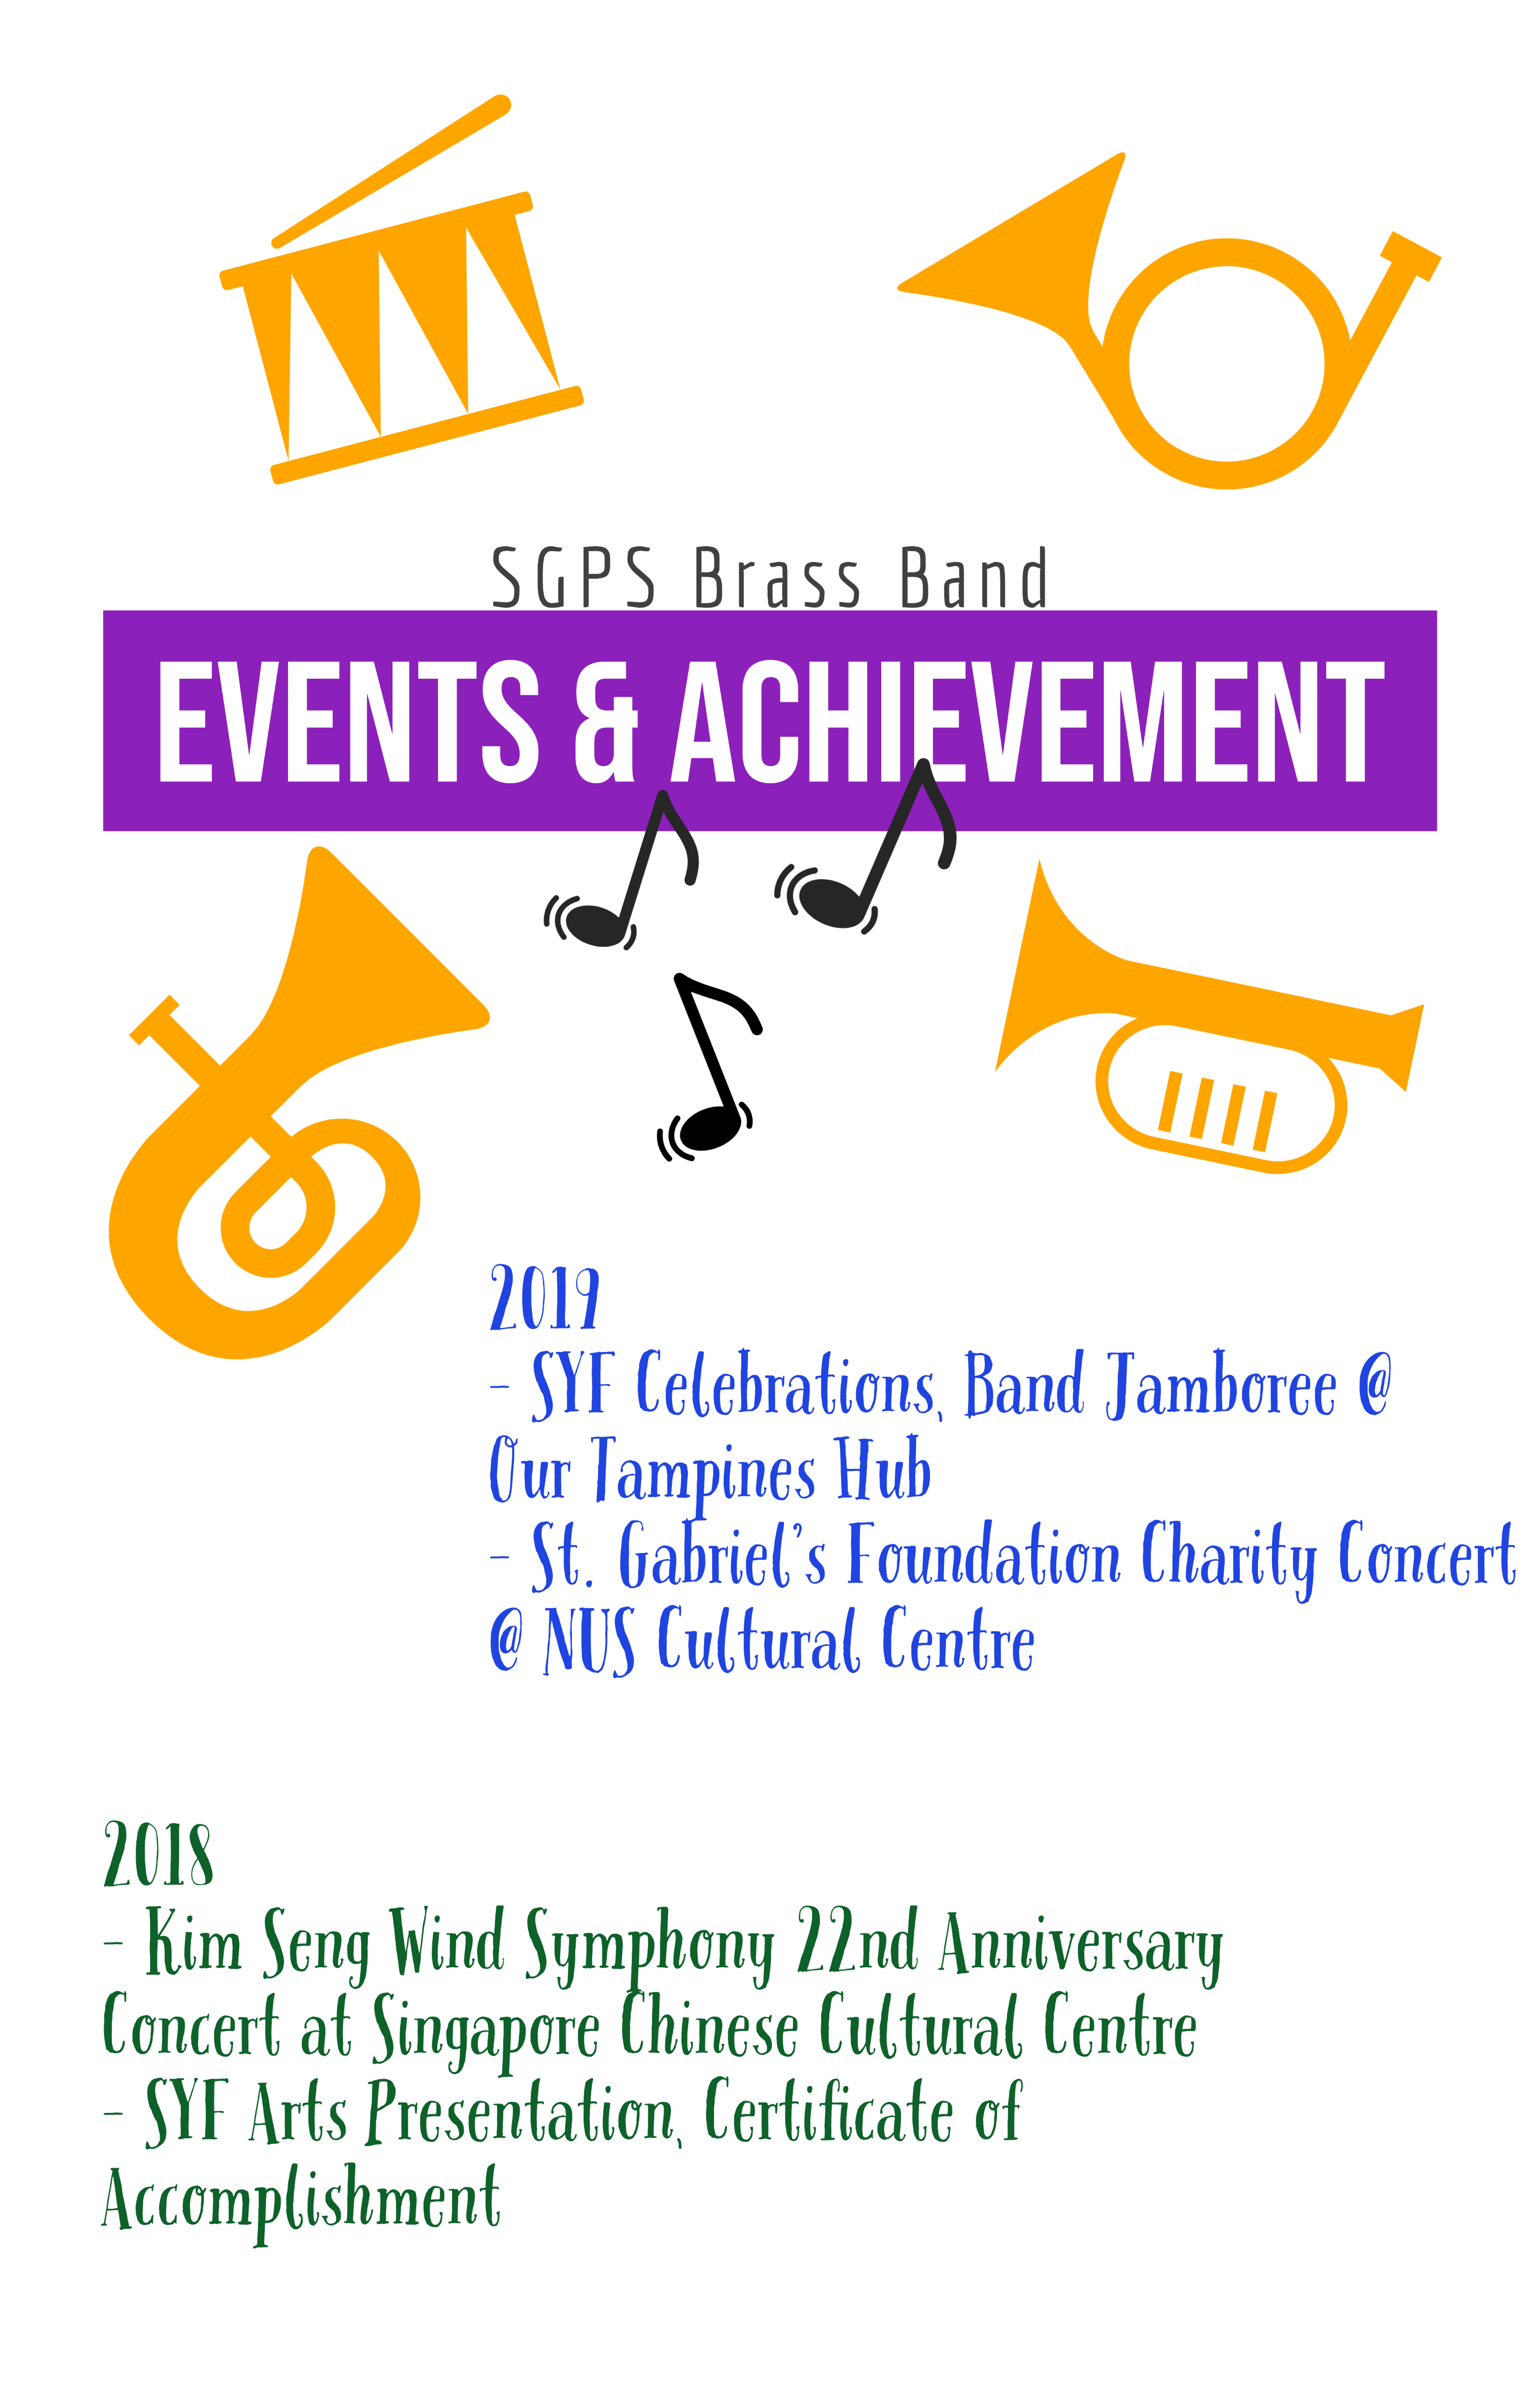 SGPS Brass Band
EVENTS & ACHIEVEMENT
2019
- SYF Celebrations, Band Jamboree @
Our Tampines Hub
- St. Gabriel's Foundation Charity Concert
@ NUS Cultural Centre
2018
- Kim Seng Wind Symphony 22nd Anniversary
Concert at Singapore Chinese Cultural Centre
- SYF Arts Presentation, Certificate of
Accomplishment